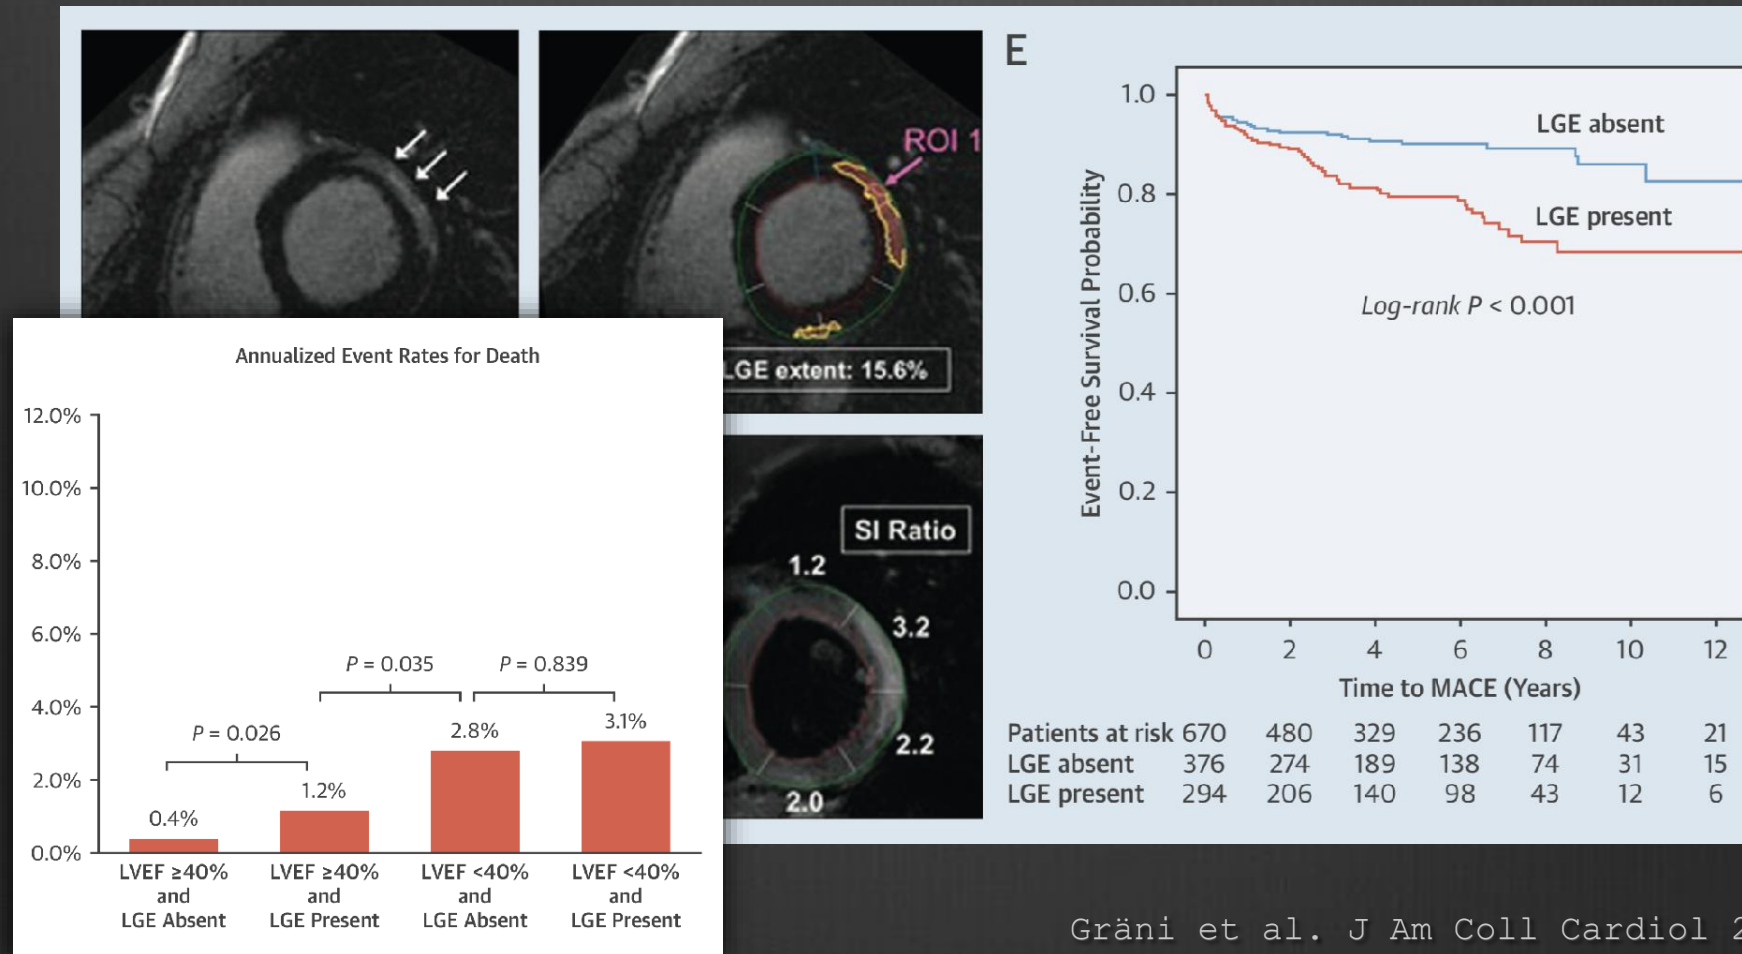 ROI 1
LGE extent: 15.6%
SI Ratio
1.2
3.2
2.2
2.0
Annualized Event Rates for Death
12.0%
10.0%
8.0%
6.0%
4.0%
2.0%
0.0%
P = 0.026
P = 0.035
P = 0.839
0.4%
1.2%
2.8%
3.1%
LVEF ≥40%
and
LGE Absent
LVEF ≥40%
and
LGE Present
LVEF <40%
and
LGE Absent
LVEF <40%
and
LGE Present
E
Event-Free Survival Probability
1.0
0.8
0.6
0.4
0.2
0.0
LGE absent
LGE present
Log-rank P < 0.001
0 2 4 6 8 10 12
Time to MACE (Years)
Patients at risk 670 480 329 236 117 43 21
LGE absent 376 274 189 138 74 31 15
LGE present 294 206 140 98 43 12 6
Gräni et al. J Am Coll Cardiol